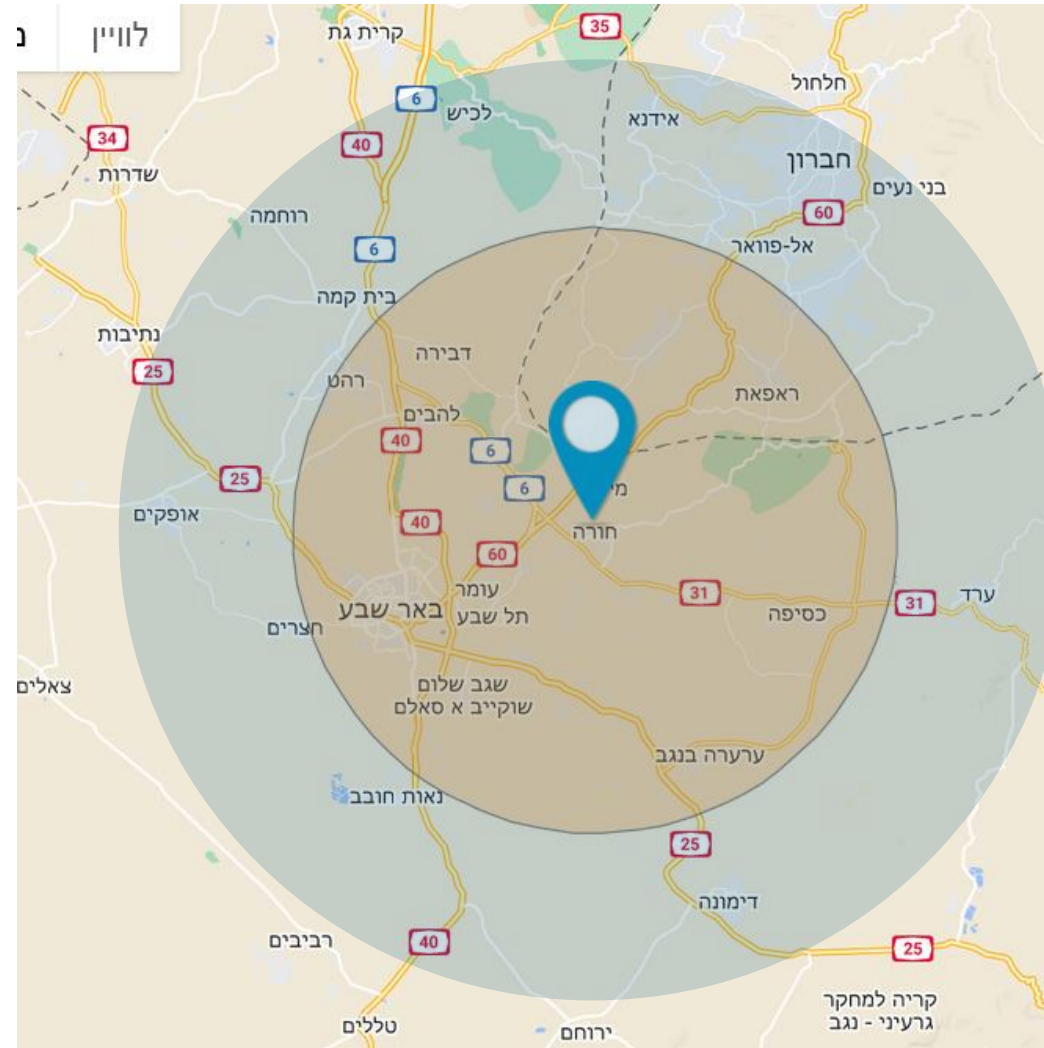 לוויין
קרית גת
35
חלחול
6
לכיש
אידנא
34
40
חברון
שדרות
בני נעים
רוחמה
60
6
אל-פוואר
בית קמה
נתיבות
דבירה
25
רהט
ראפאת
להבים
40
6
25
6
אופקים
40
חורה
60
עומר
31
31
ערד
באר שבע
תל שבע
כסיפה
חצרים
צאלים
שגב שלום
שוקייב א סאלם
ערערה בנגב
נאות חובב
25
דימונה
רביבים
40
25
קריה למחקר
גרעיני - נגב
טללים
ירוחם